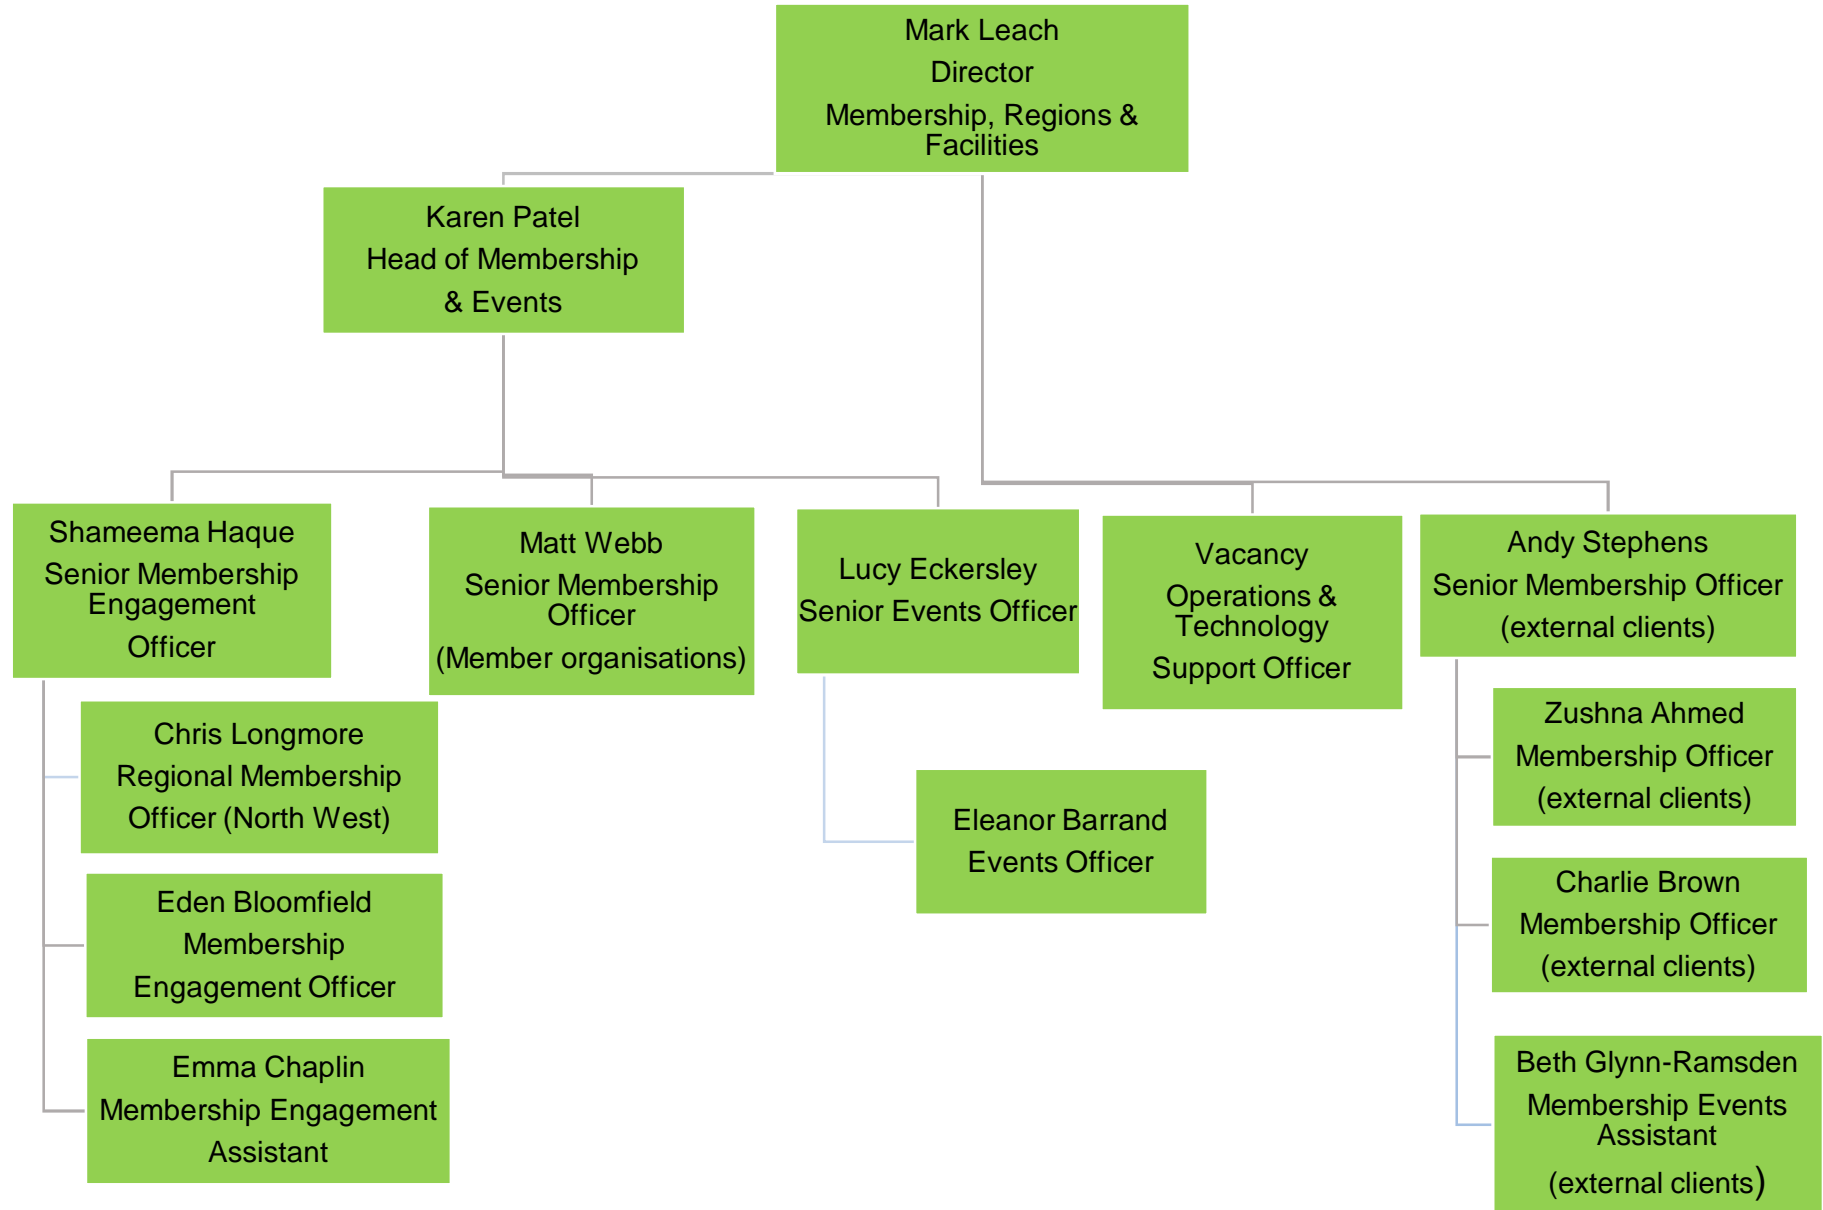 Mark Leach
Director
Membership, Regions &
Facilities
Karen Patel
Head of Membership
& Events
Shameema Haque
Senior Membership
Engagement
Officer
Matt Webb
Senior Membership
Officer
(Member organisations)
Lucy Eckersley
Senior Events Officer
Vacancy
Operations &
Technology
Support Officer
Andy Stephens
Senior Membership Officer
(external clients)
Chris Longmore
Regional Membership
Officer (North West)
Eden Bloomfield
Membership
Engagement Officer
Emma Chaplin
Membership Engagement
Assistant
Eleanor Barrand
Events Officer
Zushna Ahmed
Membership Officer
(external clients)
Charlie Brown
Membership Officer
(external clients)
Beth Glynn-Ramsden
Membership Events
Assistant
(external clients)